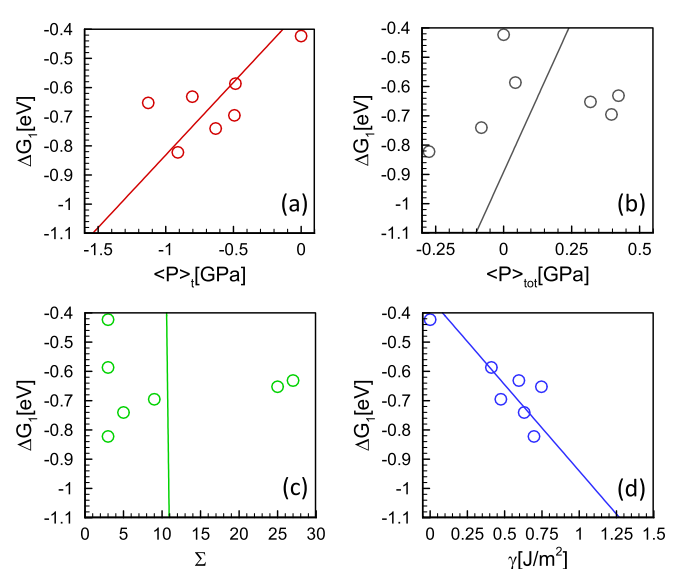 -0.4
-0.5
-0.6
-0.7
-0.8
-0.9
-1
-1.1
ΔG₁[eV]
(a)
-1.5 -1 -0.5 0
<P>ₜ[GPa]
-0.4
-0.5
-0.6
-0.7
-0.8
-0.9
-1
-1.1
ΔG₁[eV]
(b)
-0.25 0 0.25 0.5
<P>tot[GPa]
-0.4
-0.5
-0.6
-0.7
-0.8
-0.9
-1
-1.1
ΔG₁[eV]
(c)
0 5 10 15 20 25 30
Σ
-0.4
-0.5
-0.6
-0.7
-0.8
-0.9
-1
-1.1
ΔG₁[eV]
(d)
0 0.25 0.5 0.75 1 1.25 1.5
γ[J/m²]